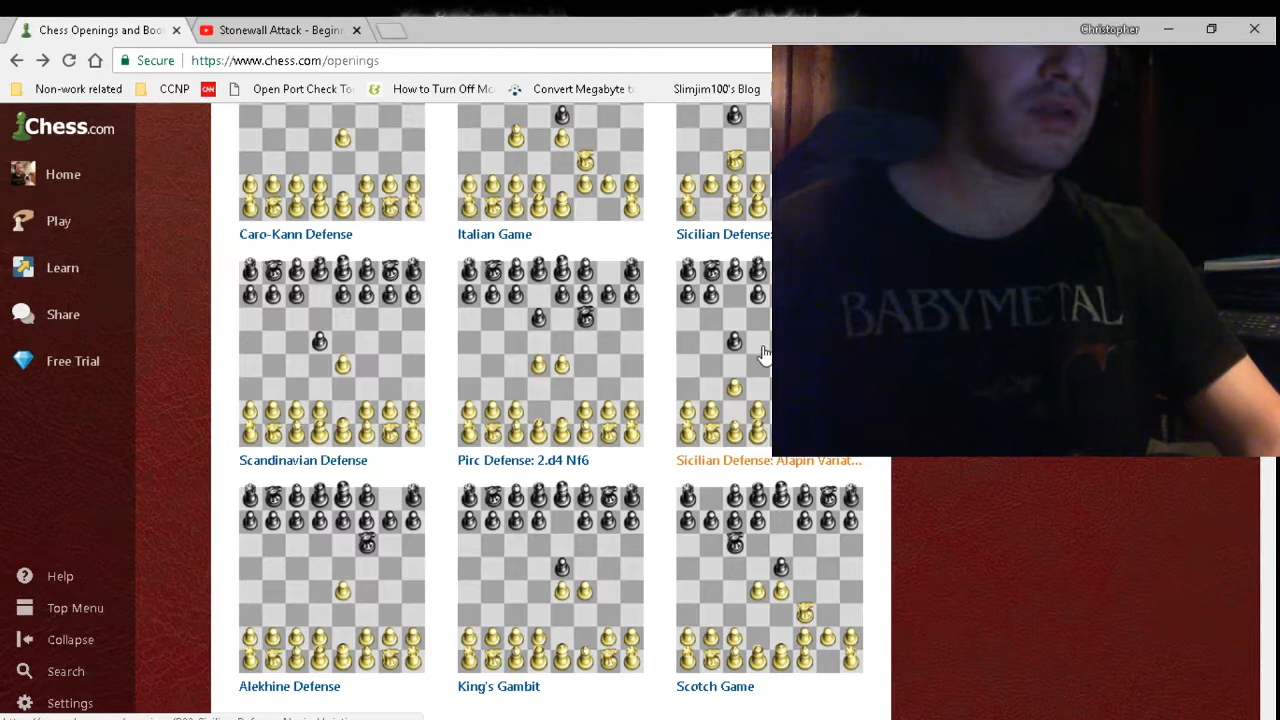 Chess Openings and Boo
Stonewall Attack - Beginn
Christopher
Secure
https://www.chess.com/openings
Non-work related
CCNP
CNN
Open Port Check To
How to Turn Off Mc
Convert Megabyte t
Slimjim100's Blog
Chess.com
Home
Play
Learn
Share
Free Trial
Help
Top Menu
Collapse
Search
Settings
Caro-Kann Defense
Italian Game
Sicilian Defense:
Scandinavian Defense
Pirc Defense: 2.d4 Nf6
Sicilian Defense: Alapin Variat...
Alekhine Defense
King's Gambit
Scotch Game
BABYMETAL